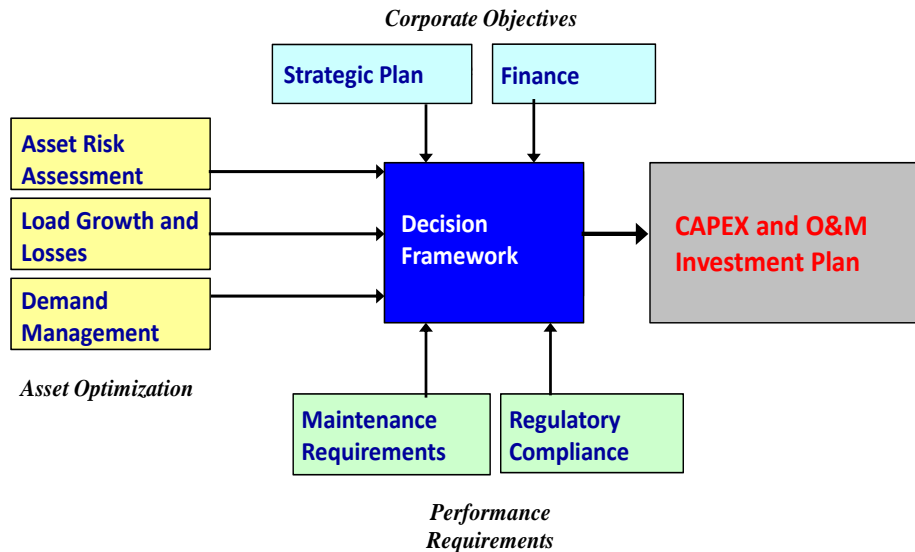 Corporate Objectives
Strategic Plan
Finance
Asset Risk
Assessment
Load Growth and
Losses
Demand
Management
Asset Optimization
Decision
Framework
CAPEX and O&M
Investment Plan
Maintenance
Requirements
Regulatory
Compliance
Performance
Requirements